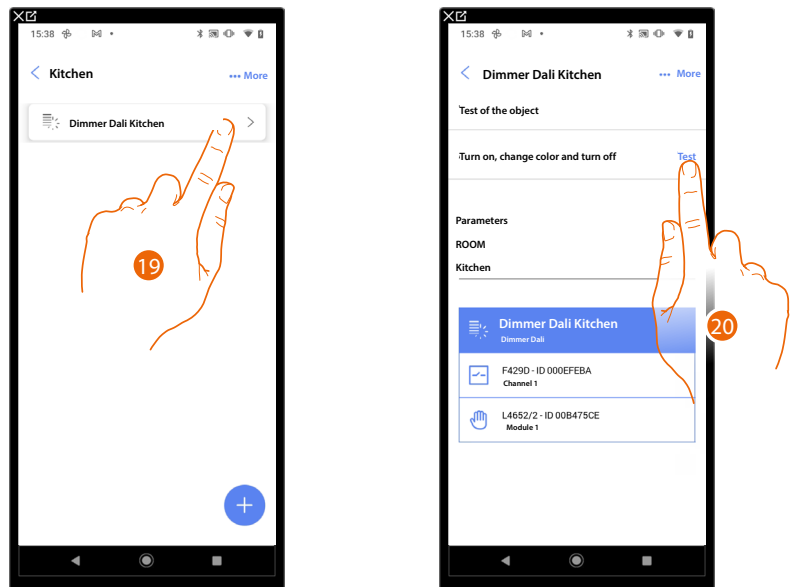 15:38
Kitchen
••• More
Dimmer Dali Kitchen
19
15:38
Dimmer Dali Kitchen
••• More
Test of the object
Turn on, change color and turn off
Test
Parameters
ROOM
Kitchen
Dimmer Dali Kitchen
Dimmer Dali
F429D - ID 000EFEBA
Channel 1
L4652/2 - ID 00B475CE
Module 1
20